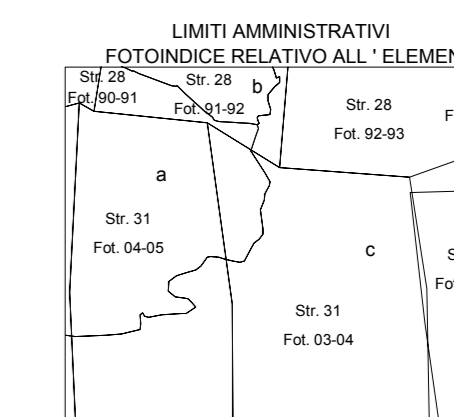 LIMITI AMMINISTRATIVI
FOTOINDICE RELATIVO ALL ' ELEMEN
Str. 28
Fot. 90-91
Str. 28
Fot. 91-92
b
Str. 28
Fot. 92-93
F
a
Str. 31
Fot. 04-05
c
S
Fot
Str. 31
Fot. 03-04